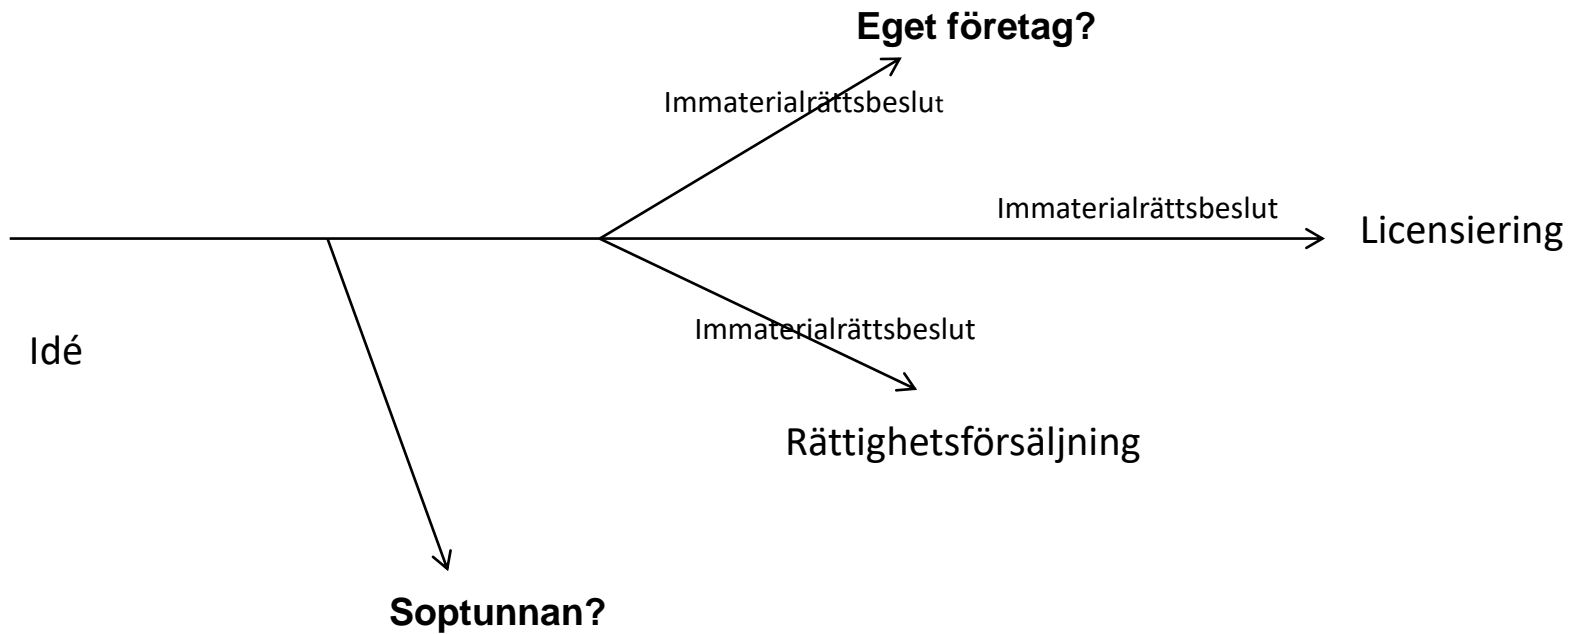 Eget företag?
Immaterialrättsbeslut
Immaterialrättsbeslut
Licensiering
Immaterialrättsbeslut
Idé
Rättighetsförsäljning
Soptunnan?